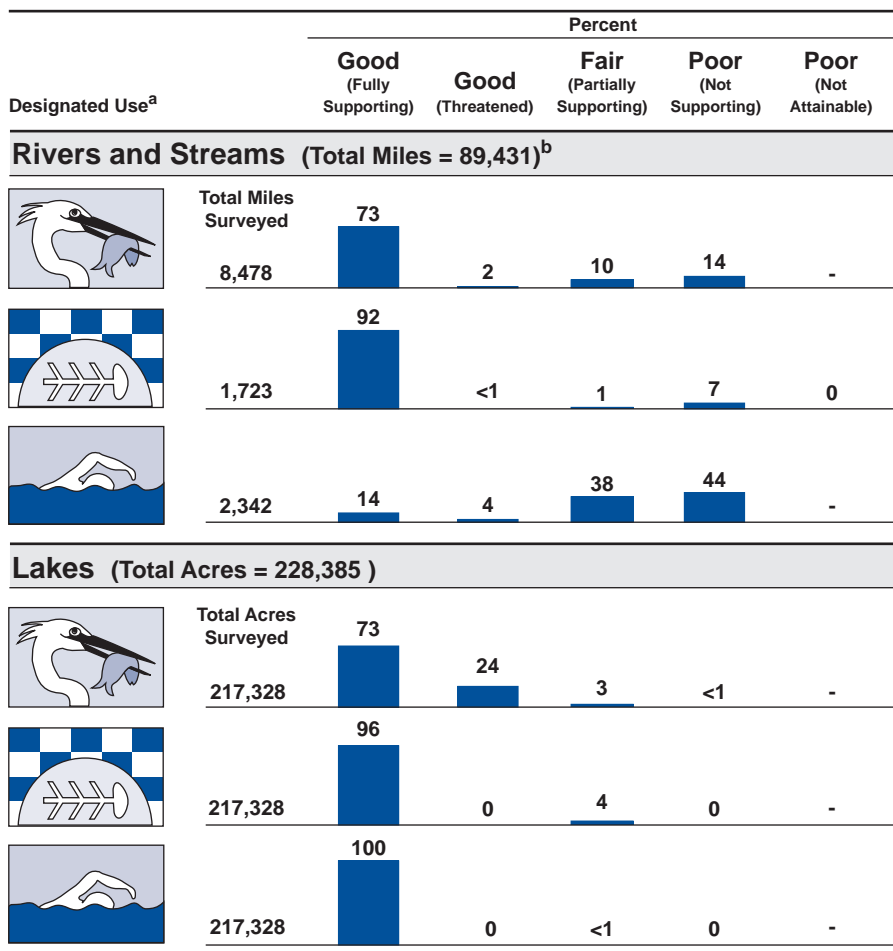 Percent
Designated Use^a
Good (Fully Supporting)
Good (Threatened)
Fair (Partially Supporting)
Poor (Not Supporting)
Poor (Not Attainable)
Rivers and Streams (Total Miles = 89,431)^b
Total Miles Surveyed
8,478 73 2 10 14 -
1,723 92 <1 1 7 0
2,342 14 4 38 44 -
Lakes (Total Acres = 228,385 )
Total Acres Surveyed
217,328 73 24 3 <1 -
217,328 96 0 4 0 -
217,328 100 0 <1 0 -